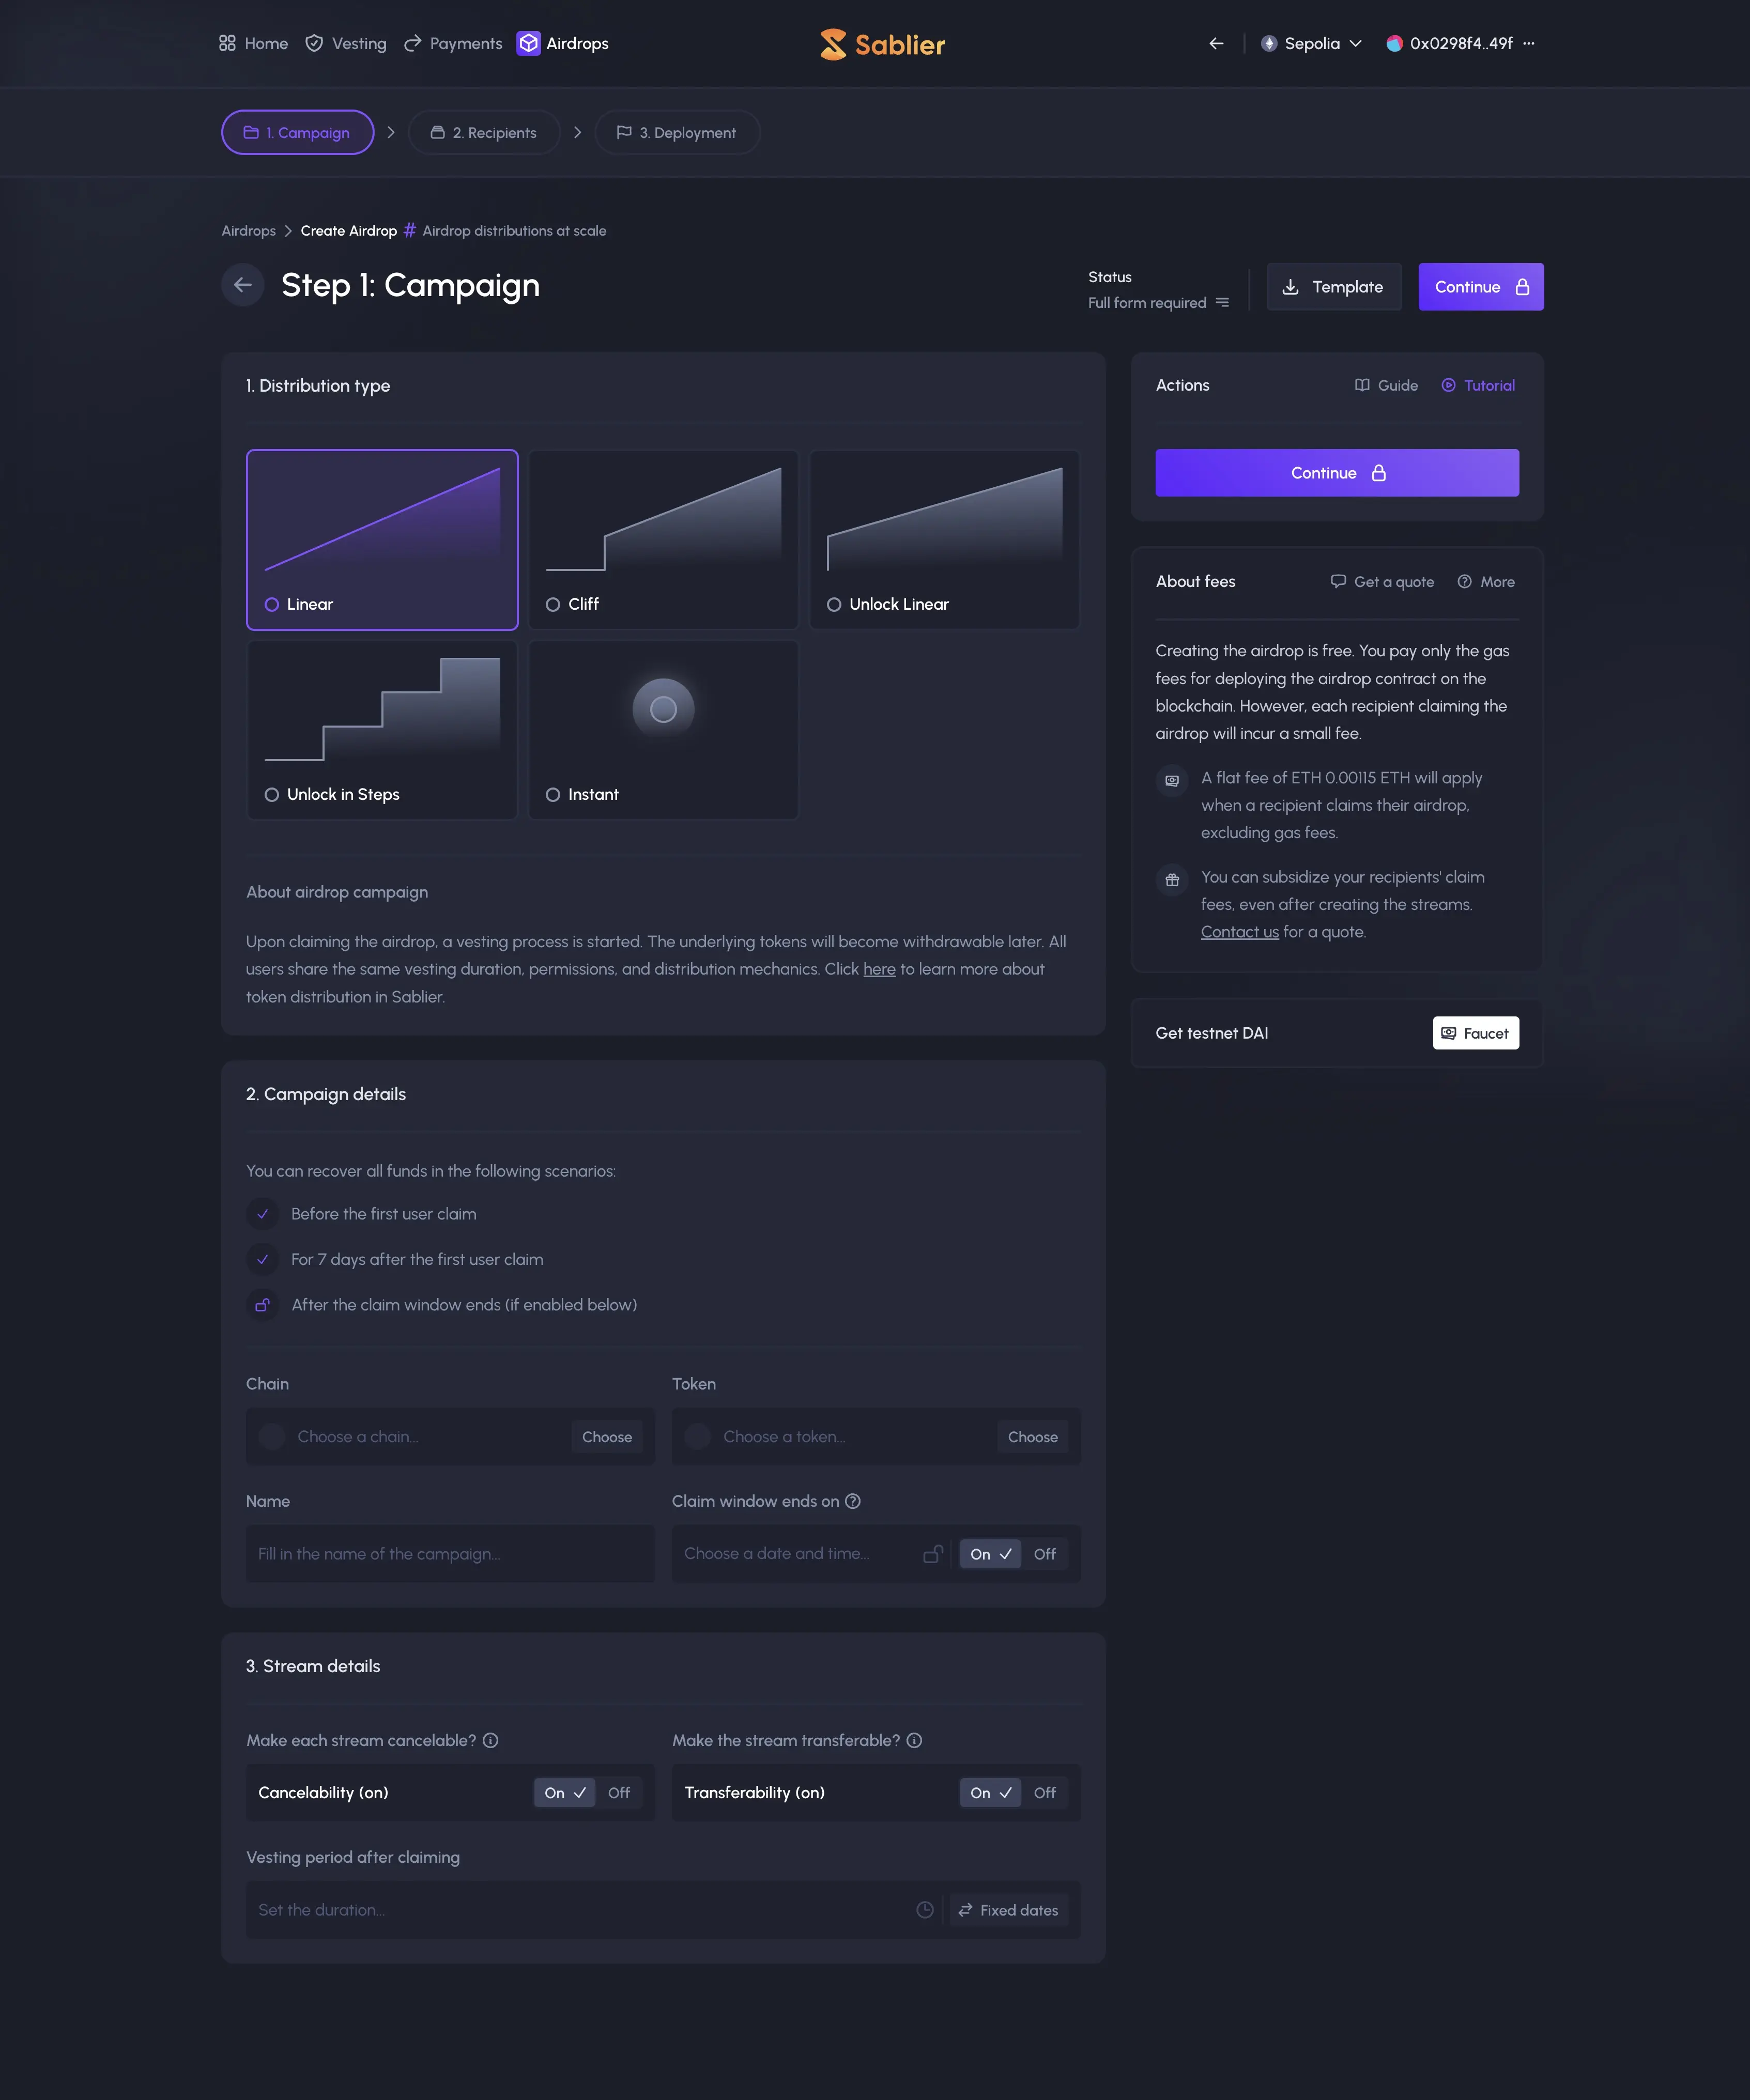 Home
Vesting
Payments
Airdrops
Sablier
Sepolia
0x0298f4..49f
1. Campaign
2. Recipients
3. Deployment
Airdrops
Create Airdrop # Airdrop distributions at scale
Step 1: Campaign
Status
Full form required
Template
Continue
1. Distribution type
Linear
Cliff
Unlock Linear
Unlock in Steps
Instant
About airdrop campaign
Upon claiming the airdrop, a vesting process is started. The underlying tokens will become withdrawable later. All
users share the same vesting duration, permissions, and distribution mechanics. Click here to learn more about
token distribution in Sablier.
Actions
Guide
Tutorial
Continue
About fees
Get a quote
More
Creating the airdrop is free. You pay only the gas
fees for deploying the airdrop contract on the
blockchain. However, each recipient claiming the
airdrop will incur a small fee.
A flat fee of ETH 0.00115 ETH will apply
when a recipient claims their airdrop,
excluding gas fees.
You can subsidize your recipients' claim
fees, even after creating the streams.
Contact us for a quote.
Get testnet DAI
Faucet
2. Campaign details
You can recover all funds in the following scenarios:
Before the first user claim
For 7 days after the first user claim
After the claim window ends (if enabled below)
Chain
Choose a chain...
Choose
Token
Choose a token...
Choose
Name
Fill in the name of the campaign...
Claim window ends on
Choose a date and time...
On
Off
3. Stream details
Make each stream cancelable?
Cancelability (on)
On
Off
Make the stream transferable?
Transferability (on)
On
Off
Vesting period after claiming
Set the duration...
Fixed dates